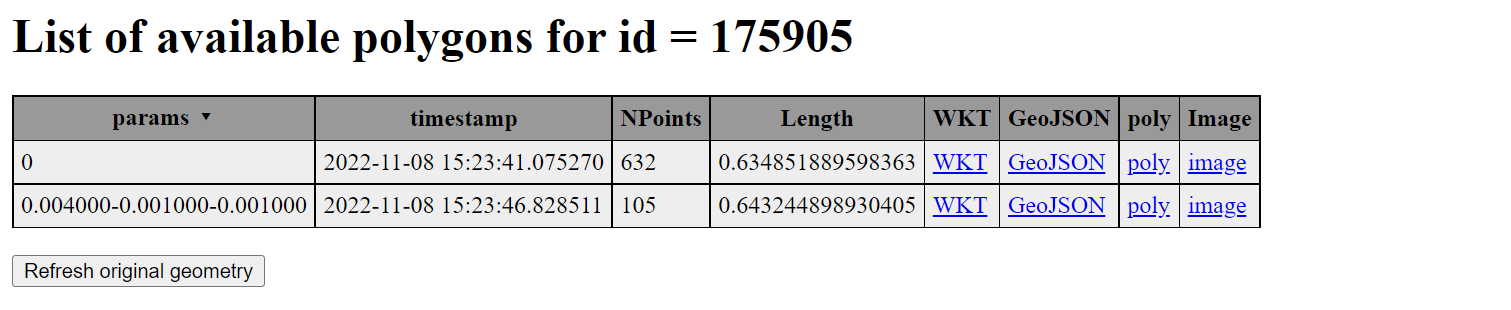 List of available polygons for id = 175905
params ▼ timestamp NPoints Length WKT GeoJSON poly Image
0 2022-11-08 15:23:41.075270 632 0.634851889598363 WKT GeoJSON poly image
0.004000-0.001000-0.001000 2022-11-08 15:23:46.828511 105 0.643244898930405 WKT GeoJSON poly image
Refresh original geometry